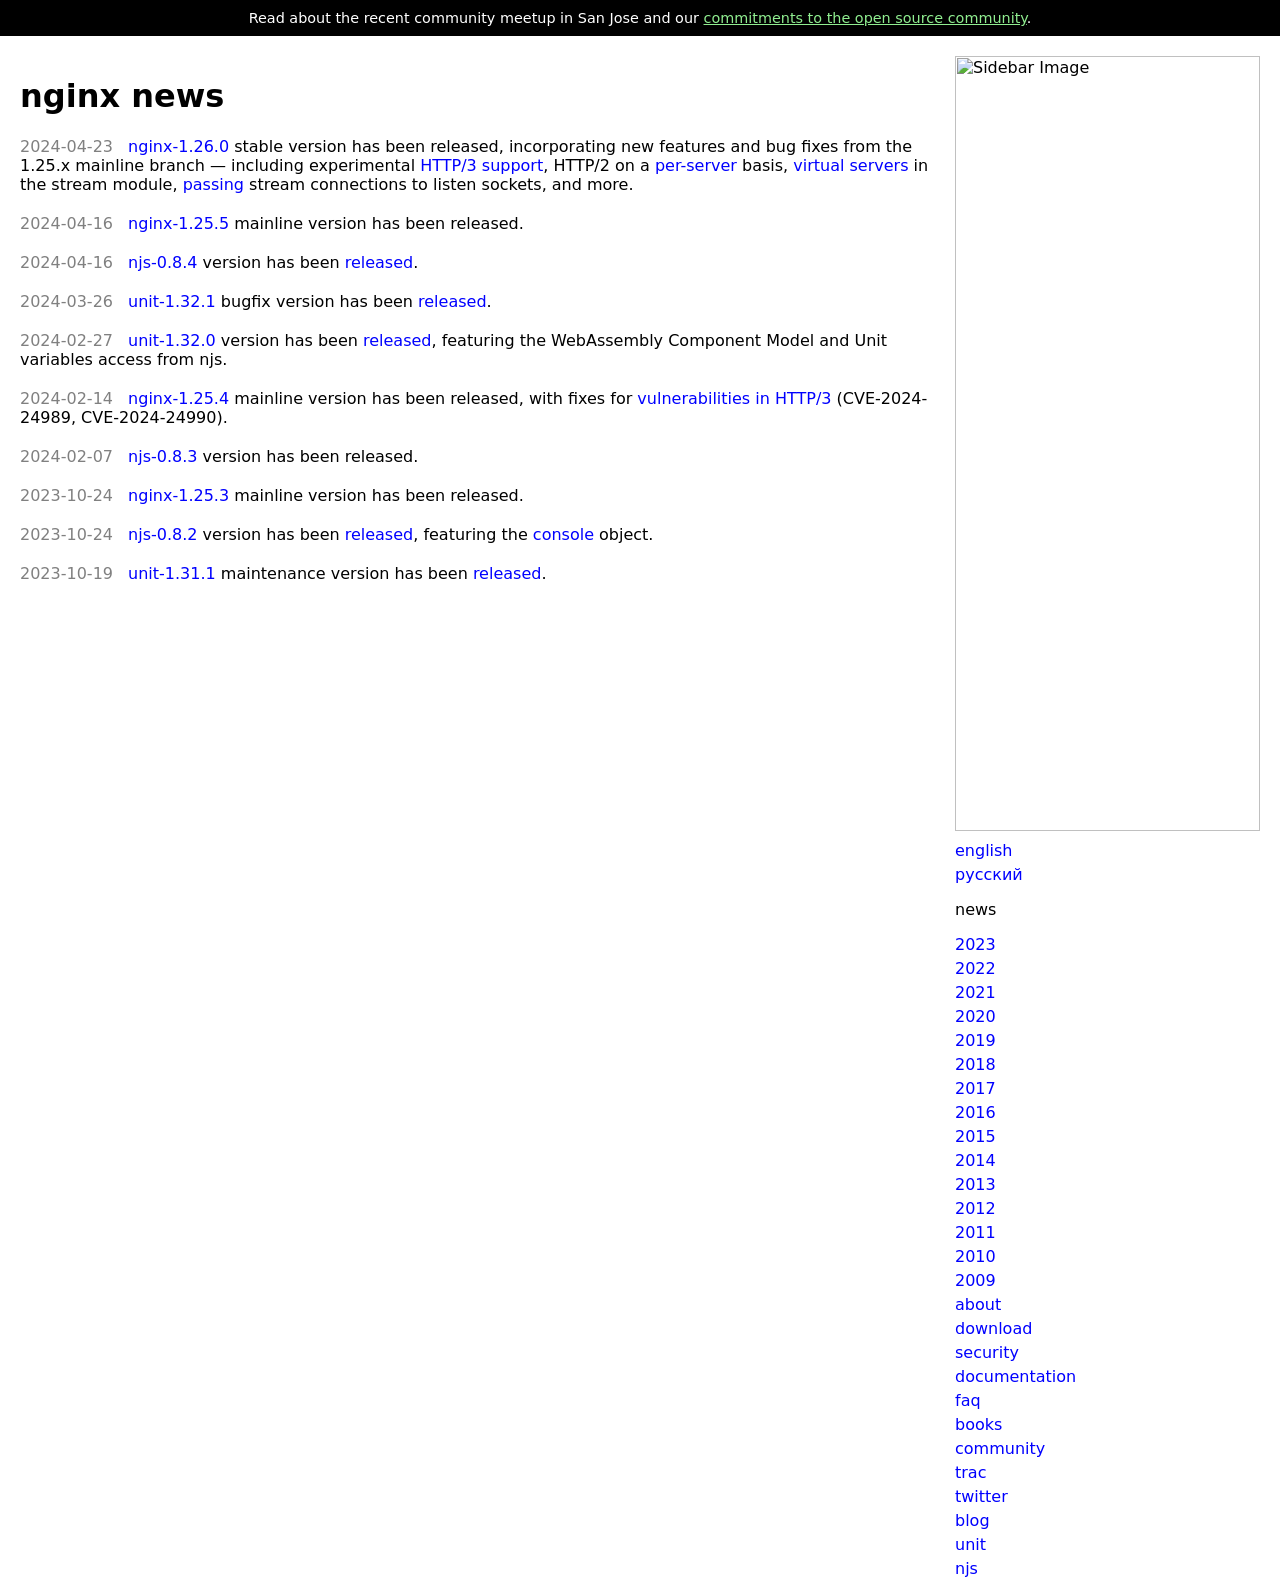 Read about the recent community meetup in San Jose and our commitments to the open source community.
nginx news
2024-04-23 nginx-1.26.0 stable version has been released, incorporating new features and bug fixes from the
1.25.x mainline branch — including experimental HTTP/3 support, HTTP/2 on a per-server basis, virtual servers in
the stream module, passing stream connections to listen sockets, and more.
2024-04-16 nginx-1.25.5 mainline version has been released.
2024-04-16 njs-0.8.4 version has been released.
2024-03-26 unit-1.32.1 bugfix version has been released.
2024-02-27 unit-1.32.0 version has been released, featuring the WebAssembly Component Model and Unit
variables access from njs.
2024-02-14 nginx-1.25.4 mainline version has been released, with fixes for vulnerabilities in HTTP/3 (CVE-2024-
24989, CVE-2024-24990).
2024-02-07 njs-0.8.3 version has been released.
2023-10-24 nginx-1.25.3 mainline version has been released.
2023-10-24 njs-0.8.2 version has been released, featuring the console object.
2023-10-19 unit-1.31.1 maintenance version has been released.
Sidebar Image
english
русский
news
2023
2022
2021
2020
2019
2018
2017
2016
2015
2014
2013
2012
2011
2010
2009
about
download
security
documentation
faq
books
community
trac
twitter
blog
unit
njs